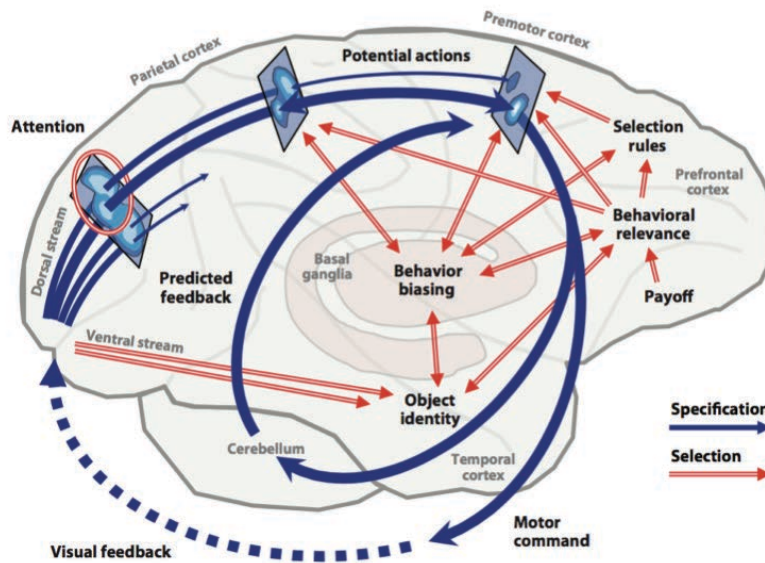 Premotor cortex
Parietal cortex
Potential actions
Attention
Selection
rules
Prefrontal
cortex
Behavioral
relevance
Dorsal stream
Basal
ganglia
Behavior
biasing
Predicted
feedback
Payoff
Ventral stream
Object
identity
Specification
Cerebellum
Temporal
cortex
Selection
Motor
command
Visual feedback